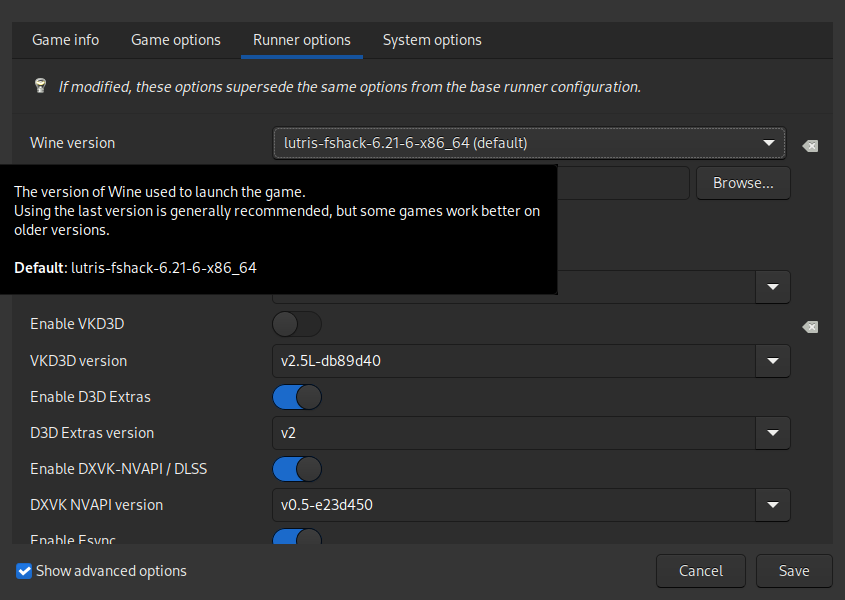 Game info
Game options
Runner options
System options
If modified, these options supersede the same options from the base runner configuration.
Wine version
lutris-fshack-6.21-6-x86_64 (default)
Browse...
The version of Wine used to launch the game.
Using the last version is generally recommended, but some games work better on
older versions.
Default: lutris-fshack-6.21-6-x86_64
Enable VKD3D
VKD3D version
v2.5L-db89d40
Enable D3D Extras
D3D Extras version
v2
Enable DXVK-NVAPI / DLSS
DXVK NVAPI version
v0.5-e23d450
Enable Esync
Show advanced options
Cancel
Save